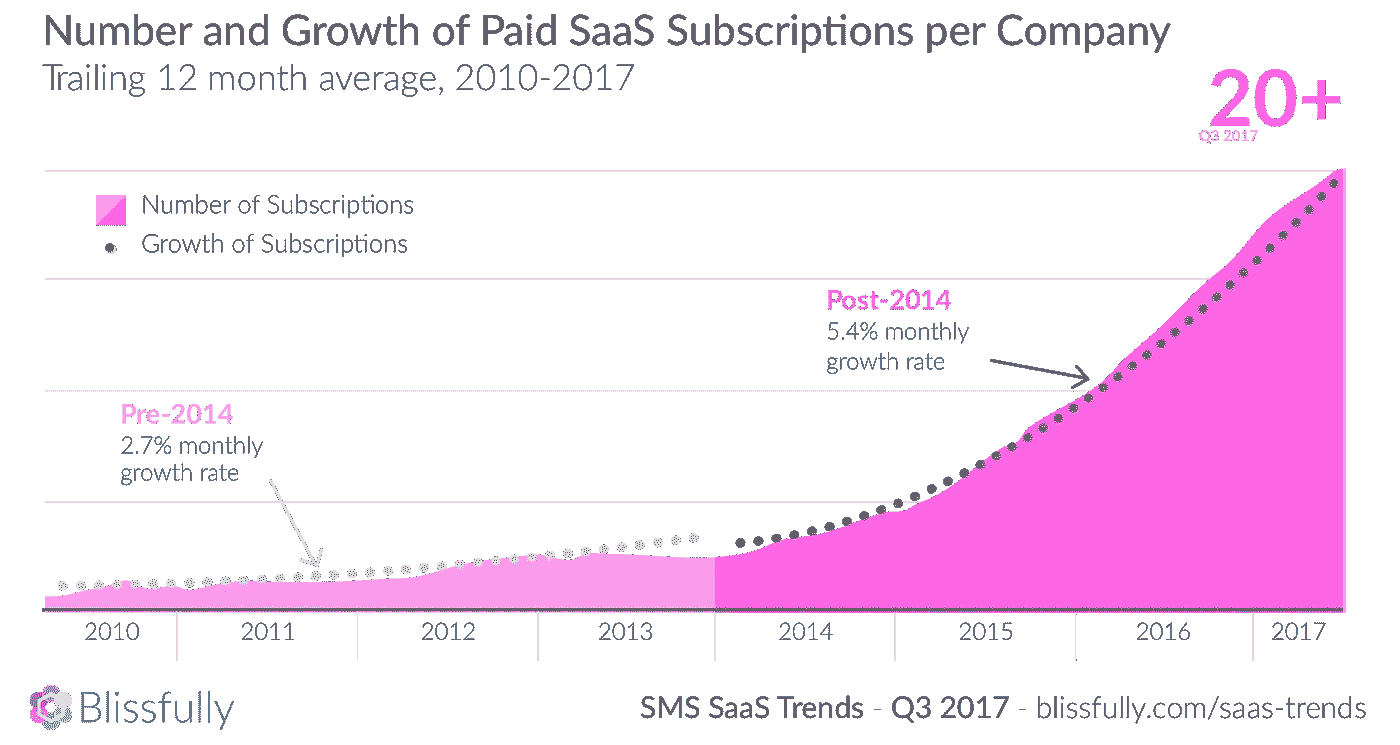 Number and Growth of Paid SaaS Subscriptions per Company
Trailing 12 month average, 2010-2017
20+
Q3 2017
Number of Subscriptions
Growth of Subscriptions
Post-2014
5.4% monthly
growth rate
Pre-2014
2.7% monthly
growth rate
2010 2011 2012 2013 2014 2015 2016 2017
Blissfully
SMS SaaS Trends - Q3 2017 - blissfully.com/saas-trends